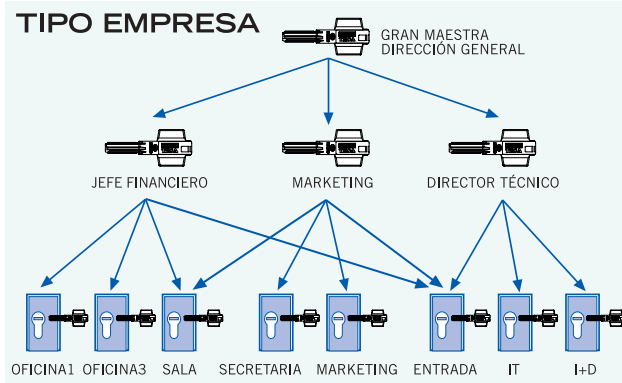 TIPO EMPRESA
GRAN MAESTRA
DIRECCIÓN GENERAL
JEFE FINANCIERO
MARKETING
DIRECTOR TÉCNICO
OFICINA1
OFICINA3
SALA
SECRETARIA
MARKETING
ENTRADA
IT
I+D